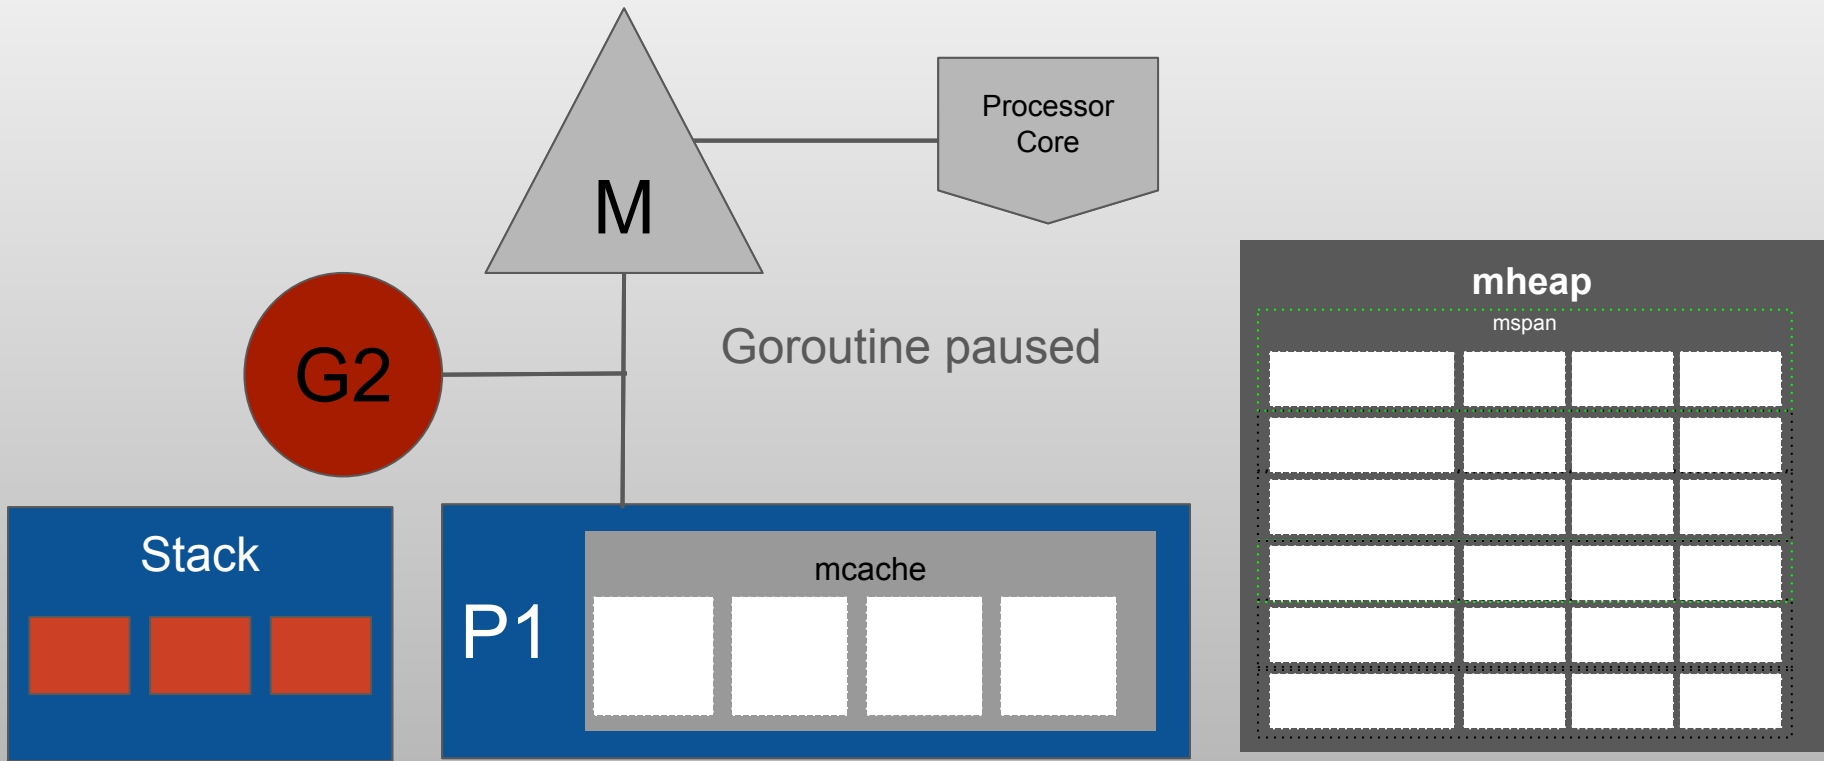 Processor
Core
M
mheap
mspan
Goroutine paused
G2
Stack
mcache
P1